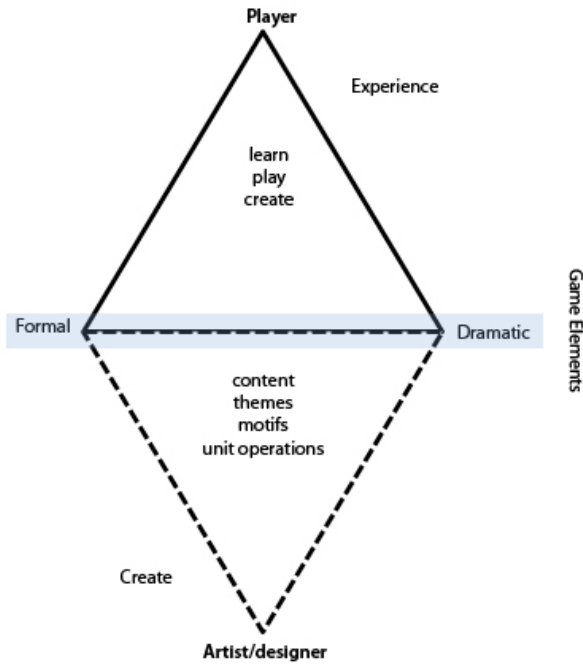 Player
Experience
learn
play
create
Formal
Dramatic
Game Elements
content
themes
motifs
unit operations
Create
Artist/designer